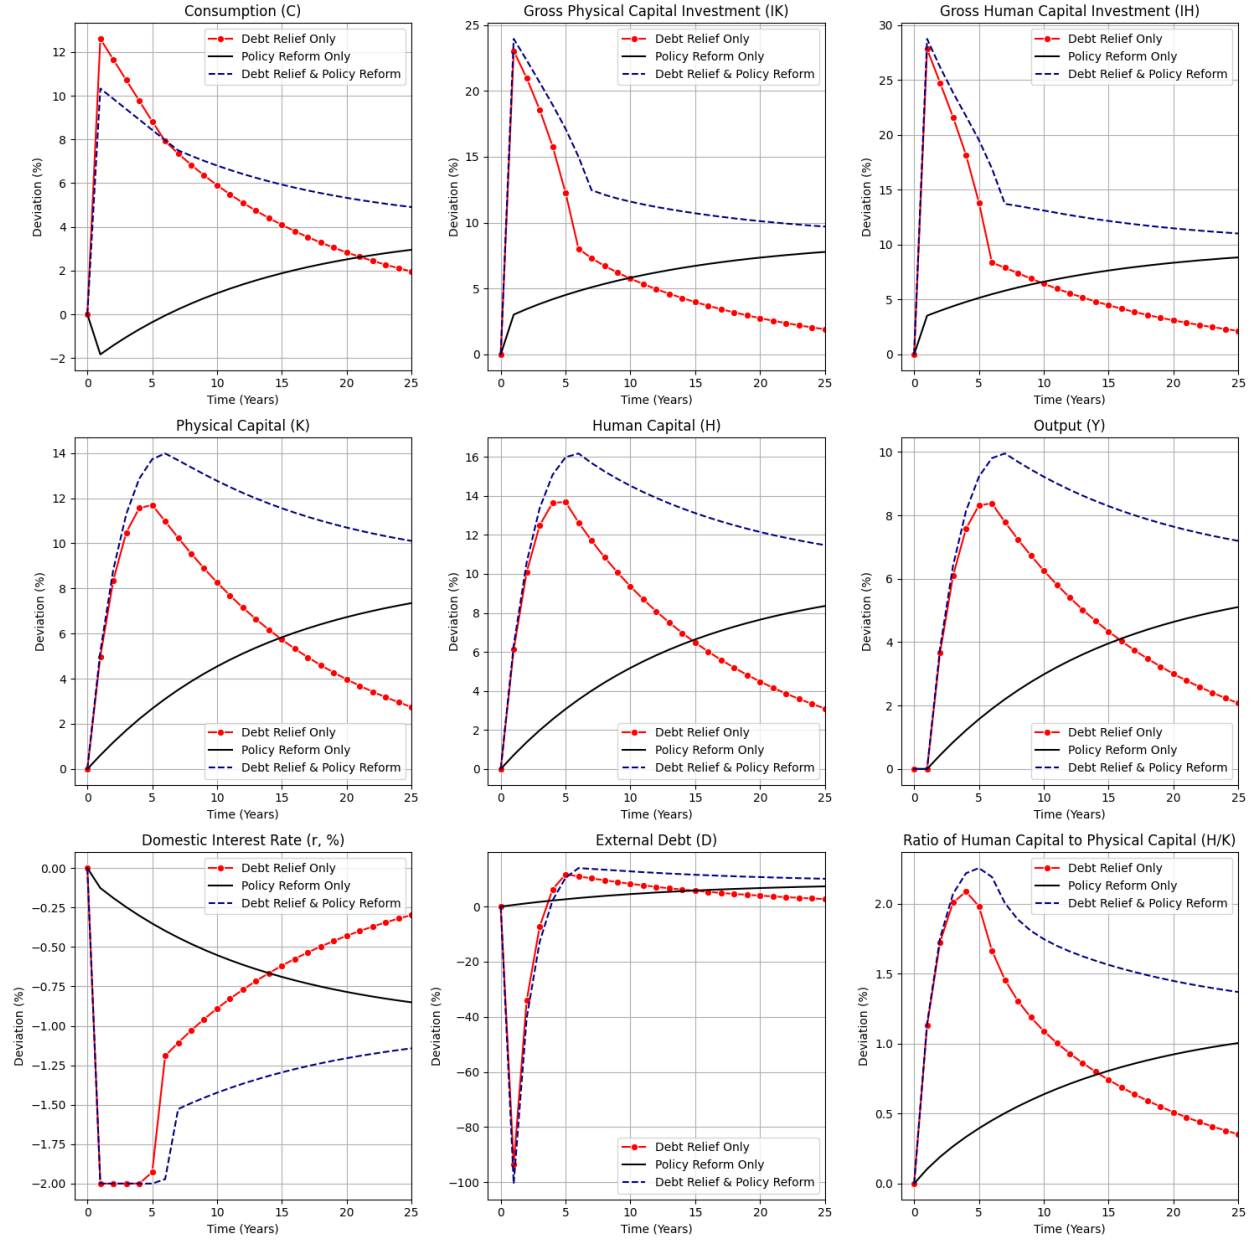 Consumption (C)
Deviation (%)
12
10
8
6
4
2
0
−2
Debt Relief Only
Policy Reform Only
Debt Relief & Policy Reform
0
5
10
15
20
25
Time (Years)
Gross Physical Capital Investment (IK)
Deviation (%)
25
20
15
10
5
0
Debt Relief Only
Policy Reform Only
Debt Relief & Policy Reform
0
5
10
15
20
25
Time (Years)
Gross Human Capital Investment (IH)
Deviation (%)
30
25
20
15
10
5
0
Debt Relief Only
Policy Reform Only
Debt Relief & Policy Reform
0
5
10
15
20
25
Time (Years)
Physical Capital (K)
Deviation (%)
14
12
10
8
6
4
2
0
Debt Relief Only
Policy Reform Only
Debt Relief & Policy Reform
0
5
10
15
20
25
Time (Years)
Human Capital (H)
Deviation (%)
16
14
12
10
8
6
4
2
0
Debt Relief Only
Policy Reform Only
Debt Relief & Policy Reform
0
5
10
15
20
25
Time (Years)
Output (Y)
Deviation (%)
10
8
6
4
2
0
Debt Relief Only
Policy Reform Only
Debt Relief & Policy Reform
0
5
10
15
20
25
Time (Years)
Domestic Interest Rate (r, %)
Deviation (%)
0.00
−0.25
−0.50
−0.75
−1.00
−1.25
−1.50
−1.75
−2.00
Debt Relief Only
Policy Reform Only
Debt Relief & Policy Reform
0
5
10
15
20
25
Time (Years)
External Debt (D)
Deviation (%)
0
−20
−40
−60
−80
−100
Debt Relief Only
Policy Reform Only
Debt Relief & Policy Reform
0
5
10
15
20
25
Time (Years)
Ratio of Human Capital to Physical Capital (H/K)
Deviation (%)
2.0
1.5
1.0
0.5
0.0
Debt Relief Only
Policy Reform Only
Debt Relief & Policy Reform
0
5
10
15
20
25
Time (Years)